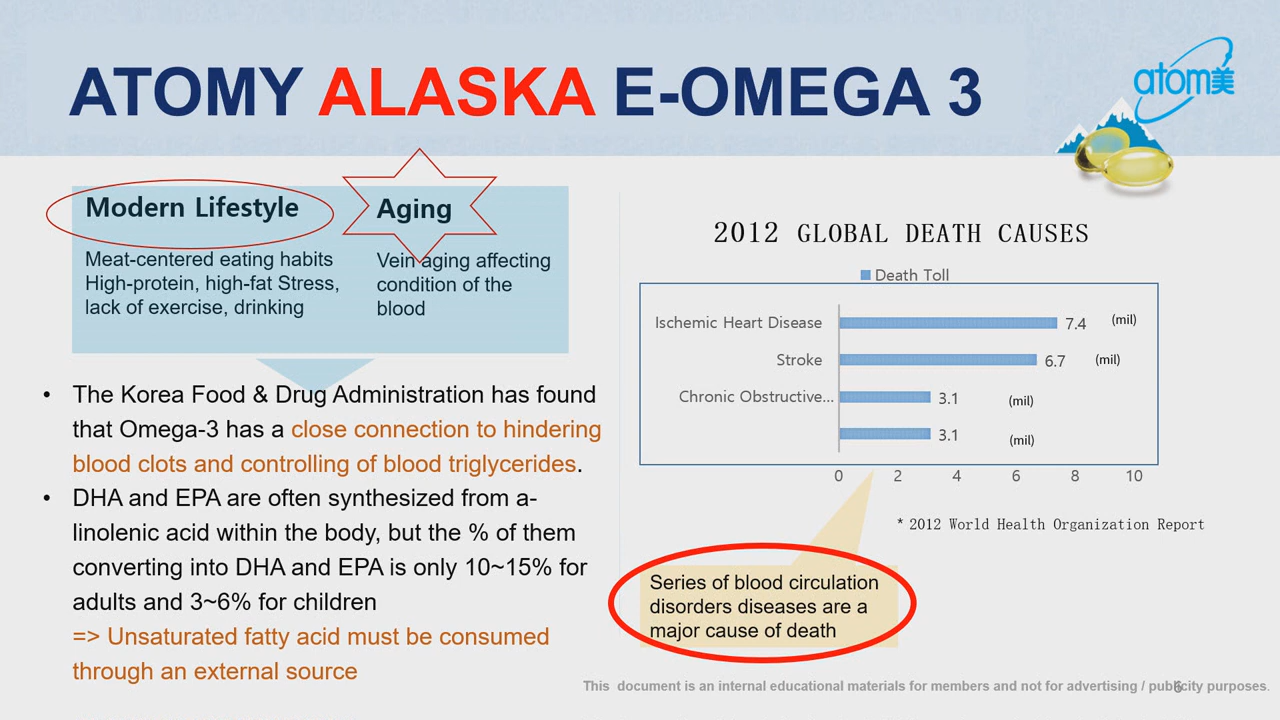 ATOMY ALASKA E-OMEGA 3
atom美
Modern Lifestyle
Meat-centered eating habits
High-protein, high-fat Stress,
lack of exercise, drinking
Aging
Vein aging affecting
condition of the
blood
• The Korea Food & Drug Administration has found
that Omega-3 has a close connection to hindering
blood clots and controlling of blood triglycerides.
• DHA and EPA are often synthesized from a-
linolenic acid within the body, but the % of them
converting into DHA and EPA is only 10~15% for
adults and 3~6% for children
=> Unsaturated fatty acid must be consumed
through an external source
2012 GLOBAL DEATH CAUSES
Death Toll
Ischemic Heart Disease 7.4 (mil)
Stroke 6.7 (mil)
Chronic Obstructive... 3.1 (mil)
3.1 (mil)
0 2 4 6 8 10
* 2012 World Health Organization Report
Series of blood circulation
disorders diseases are a
major cause of death
This document is an internal educational materials for members and not for advertising / publicity purposes.
6